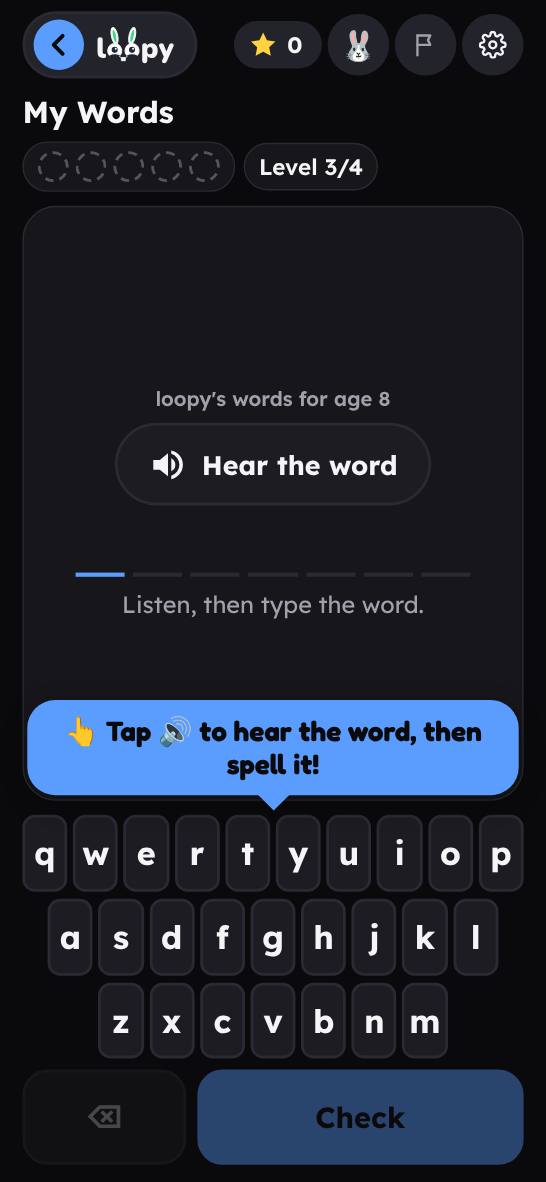 loopy
0
My Words
Level 3/4
loopy's words for age 8
Hear the word
Listen, then type the word.
Tap to hear the word, then
spell it!
q w e r t y u i o p
a s d f g h j k l
z x c v b n m
Check